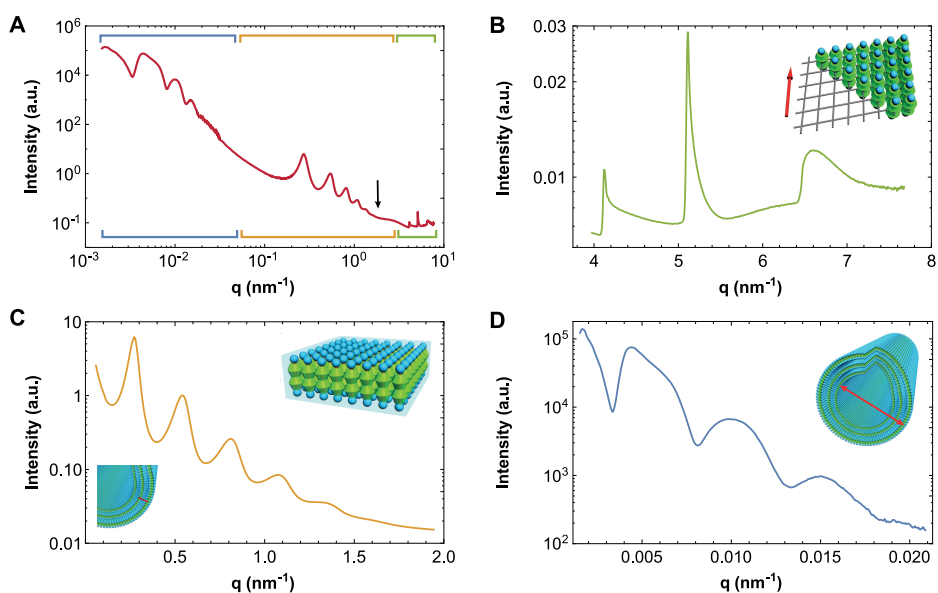 A
10^6
10^4
10^2
10^0
10^-1
Intensity (a.u.)
10^-3
10^-2
10^-1
10^0
10^1
q (nm^-1)
B
0.03
0.02
0.01
Intensity (a.u.)
4
5
6
7
8
q (nm^-1)
C
10
1
0.10
0.01
Intensity (a.u.)
0.5
1.0
1.5
2.0
q (nm^-1)
D
10^5
10^4
10^3
10^2
Intensity (a.u.)
0.005
0.010
0.015
0.020
q (nm^-1)